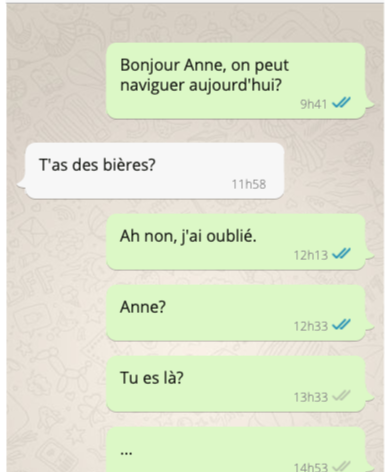 Bonjour Anne, on peut
naviguer aujourd'hui?
9h41
T'as des bières?
11h58
Ah non, j'ai oublié.
12h13
Anne?
12h33
Tu es là?
13h33
...
14h53